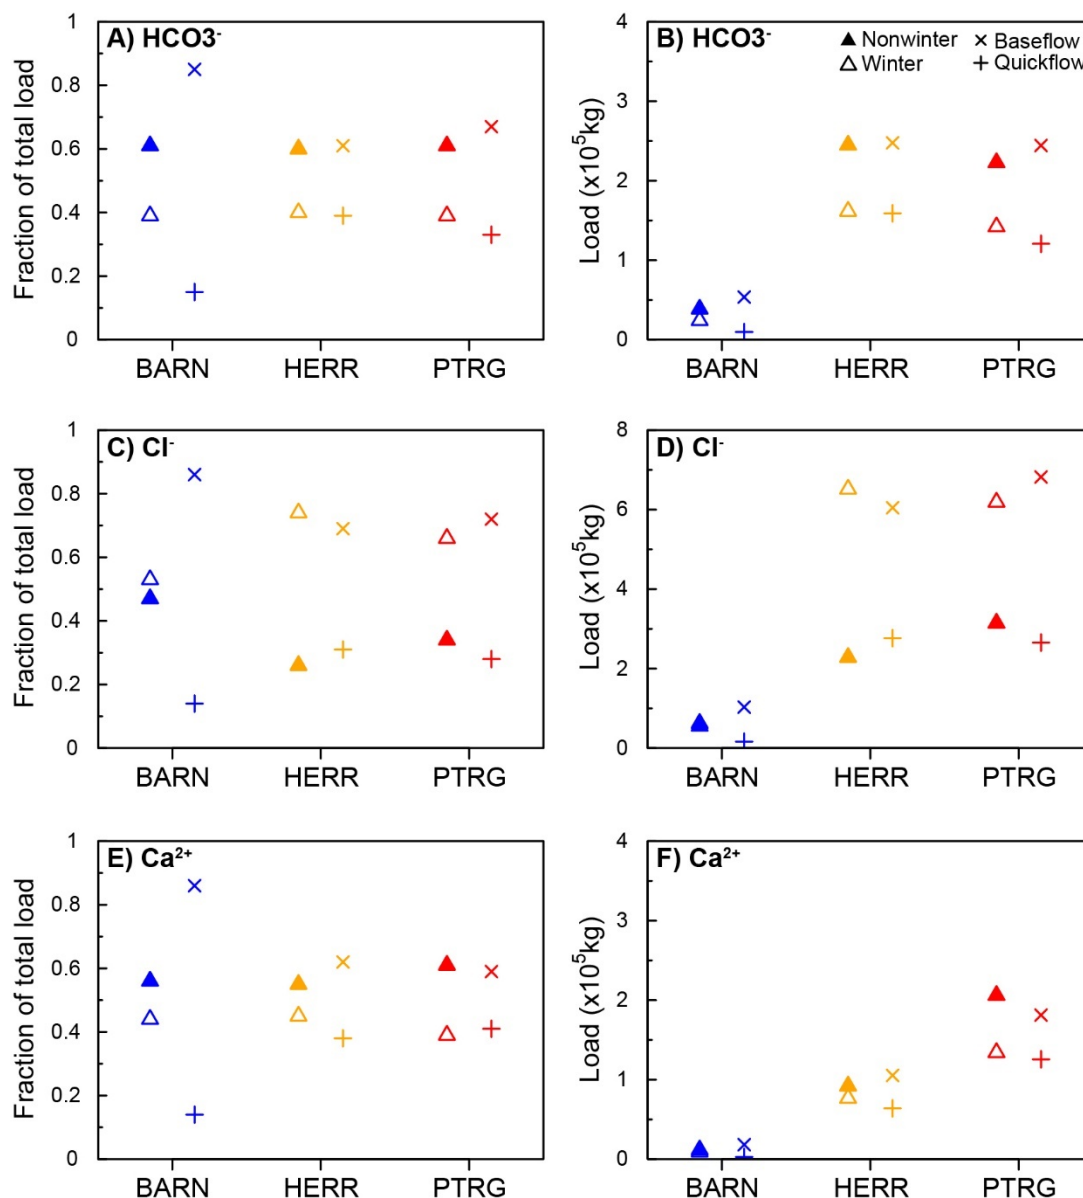 A) HCO3⁻
Fraction of total load
1
0.8
0.6
0.4
0.2
0
BARN HERR PTRG
B) HCO3⁻
▲ Nonwinter × Baseflow
△ Winter + Quickflow
Load (x10⁵kg)
4
3
2
1
0
BARN HERR PTRG
C) Cl⁻
Fraction of total load
1
0.8
0.6
0.4
0.2
0
BARN HERR PTRG
D) Cl⁻
Load (x10⁵kg)
8
6
4
2
0
BARN HERR PTRG
E) Ca²⁺
Fraction of total load
1
0.8
0.6
0.4
0.2
0
BARN HERR PTRG
F) Ca²⁺
Load (x10⁵kg)
4
3
2
1
0
BARN HERR PTRG